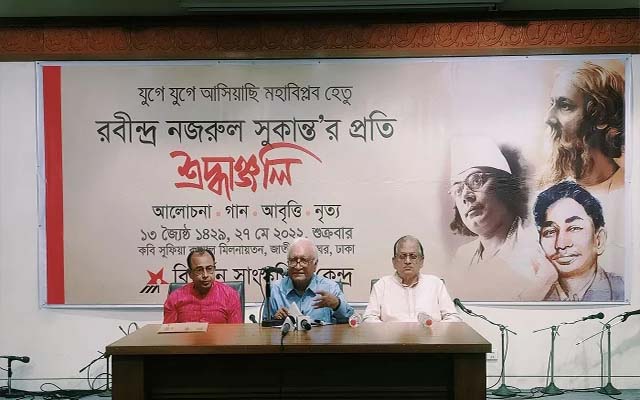 যুগে যুগে আসিয়াছি মহাবিপ্লব হেতু
রবীন্দ্র নজরুল সুকান্ত'র প্রতি
শ্রদ্ধাঞ্জলি
আলোচনা • গান • আবৃত্তি • নৃত্য
১৩ জ্যৈষ্ঠ ১৪২৯, ২৭ মে ২০২২, শুক্রবার
কবি সুফিয়া মিলনায়তন, ঢাকা